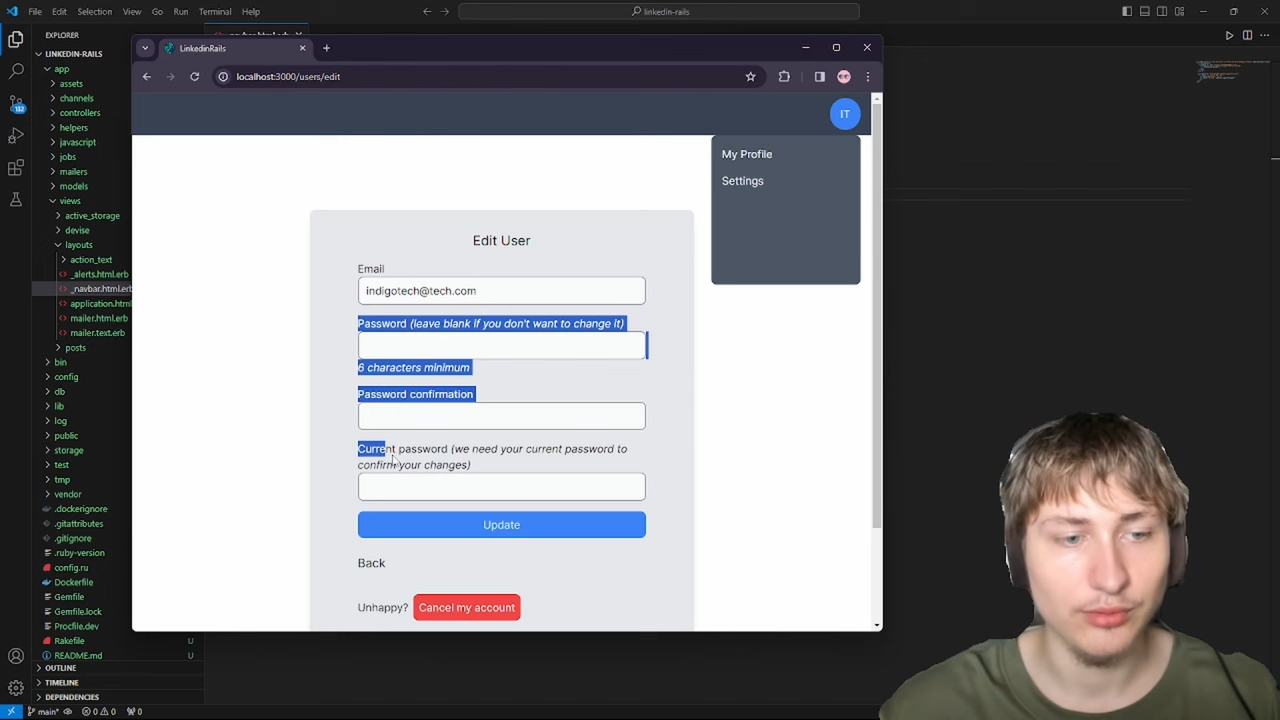 File Edit Selection View Go Run Terminal Help
linkedin-rails
EXPLORER
LINKEDIN-RAILS
app
assets
channels
controllers
helpers
javascript
jobs
mailers
models
views
active_storage
devise
layouts
action_text
_alerts.html.erb
_navbar.html.erb
application.html
mailer.html.erb
mailer.text.erb
posts
bin
config
db
lib
log
public
storage
test
tmp
vendor
.dockerignore
.gitattributes
.gitignore
.ruby-version
config.ru
Dockerfile
Gemfile
Gemfile.lock
Procfile.dev
Rakefile U
README.md U
OUTLINE
TIMELINE
DEPENDENCIES
main* 0 0 0
132
LinkedinRails
localhost:3000/users/edit
IT
My Profile
Settings
Edit User
Email
indigotech@tech.com
Password (leave blank if you don't want to change it)
6 characters minimum
Password confirmation
Current password (we need your current password to
confirm your changes)
Update
Back
Unhappy? Cancel my account